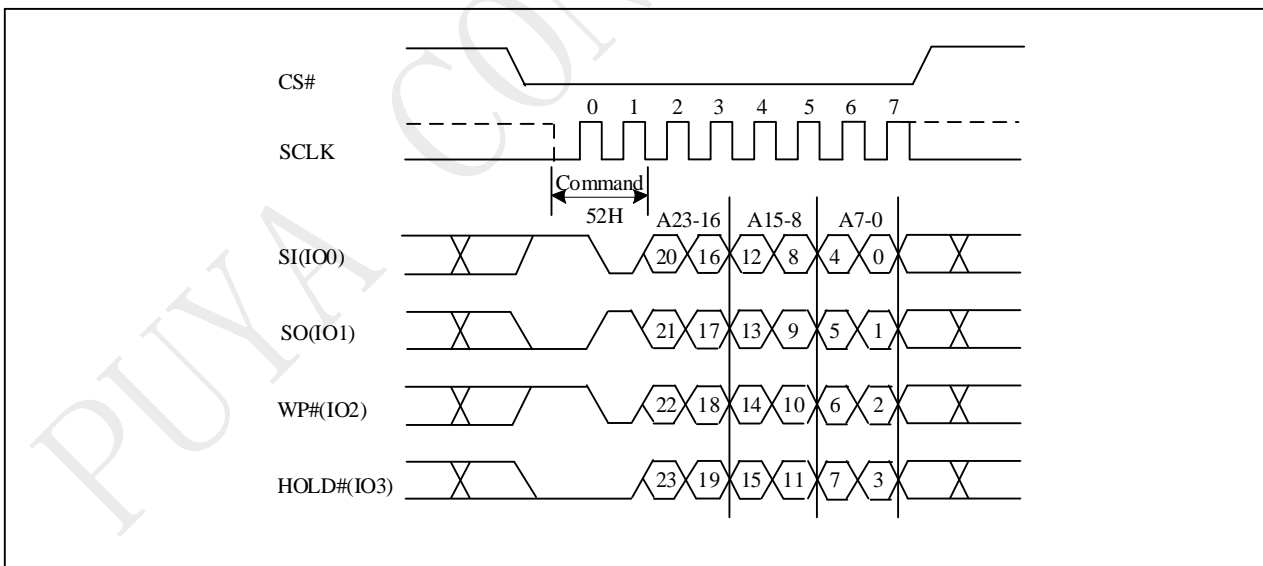 PUYA CON
CS#
0 1 2 3 4 5 6 7
SCLK
Command
52H
A23-16 A15-8 A7-0
SI(IO0) 20 16 12 8 4 0
SO(IO1) 21 17 13 9 5 1
WP#(IO2) 22 18 14 10 6 2
HOLD#(IO3) 23 19 15 11 7 3